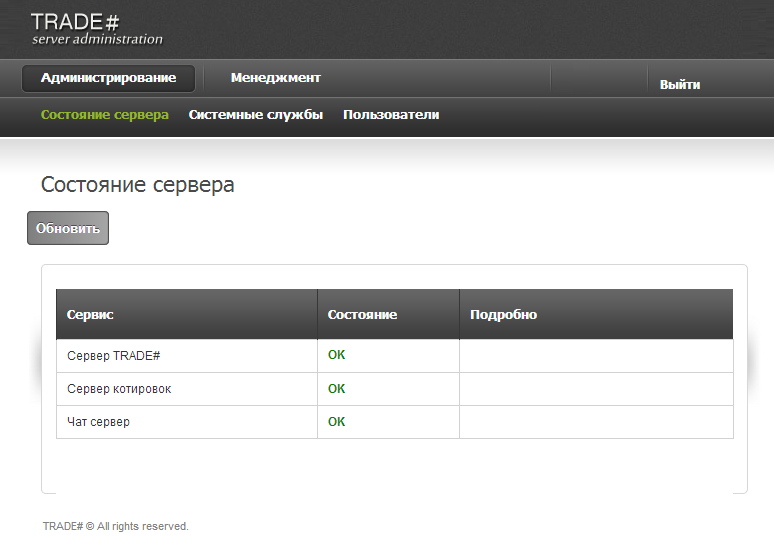 TRADE#
server administration
Администрирование Менеджмент Выйти
Состояние сервера Системные службы Пользователи
Состояние сервера
Обновить
Сервис Состояние Подробно
Сервер TRADE# OK
Сервер котировок OK
Чат сервер OK
TRADE# © All rights reserved.